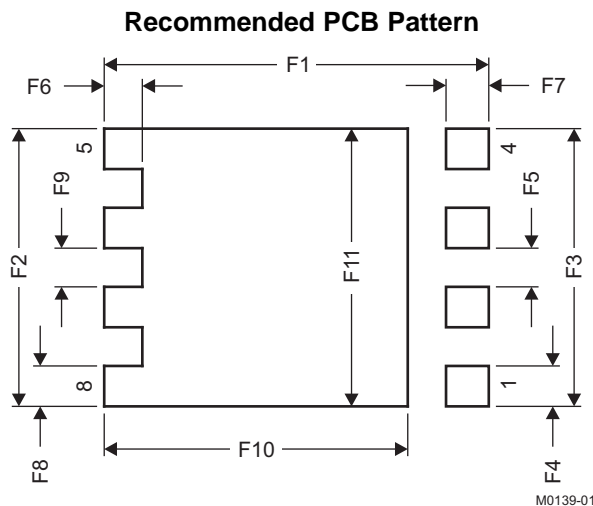 Recommended PCB Pattern
F1
F6
F7
5
4
F9
F5
F2
F11
F3
8
1
F10
F8
F4
M0139-01